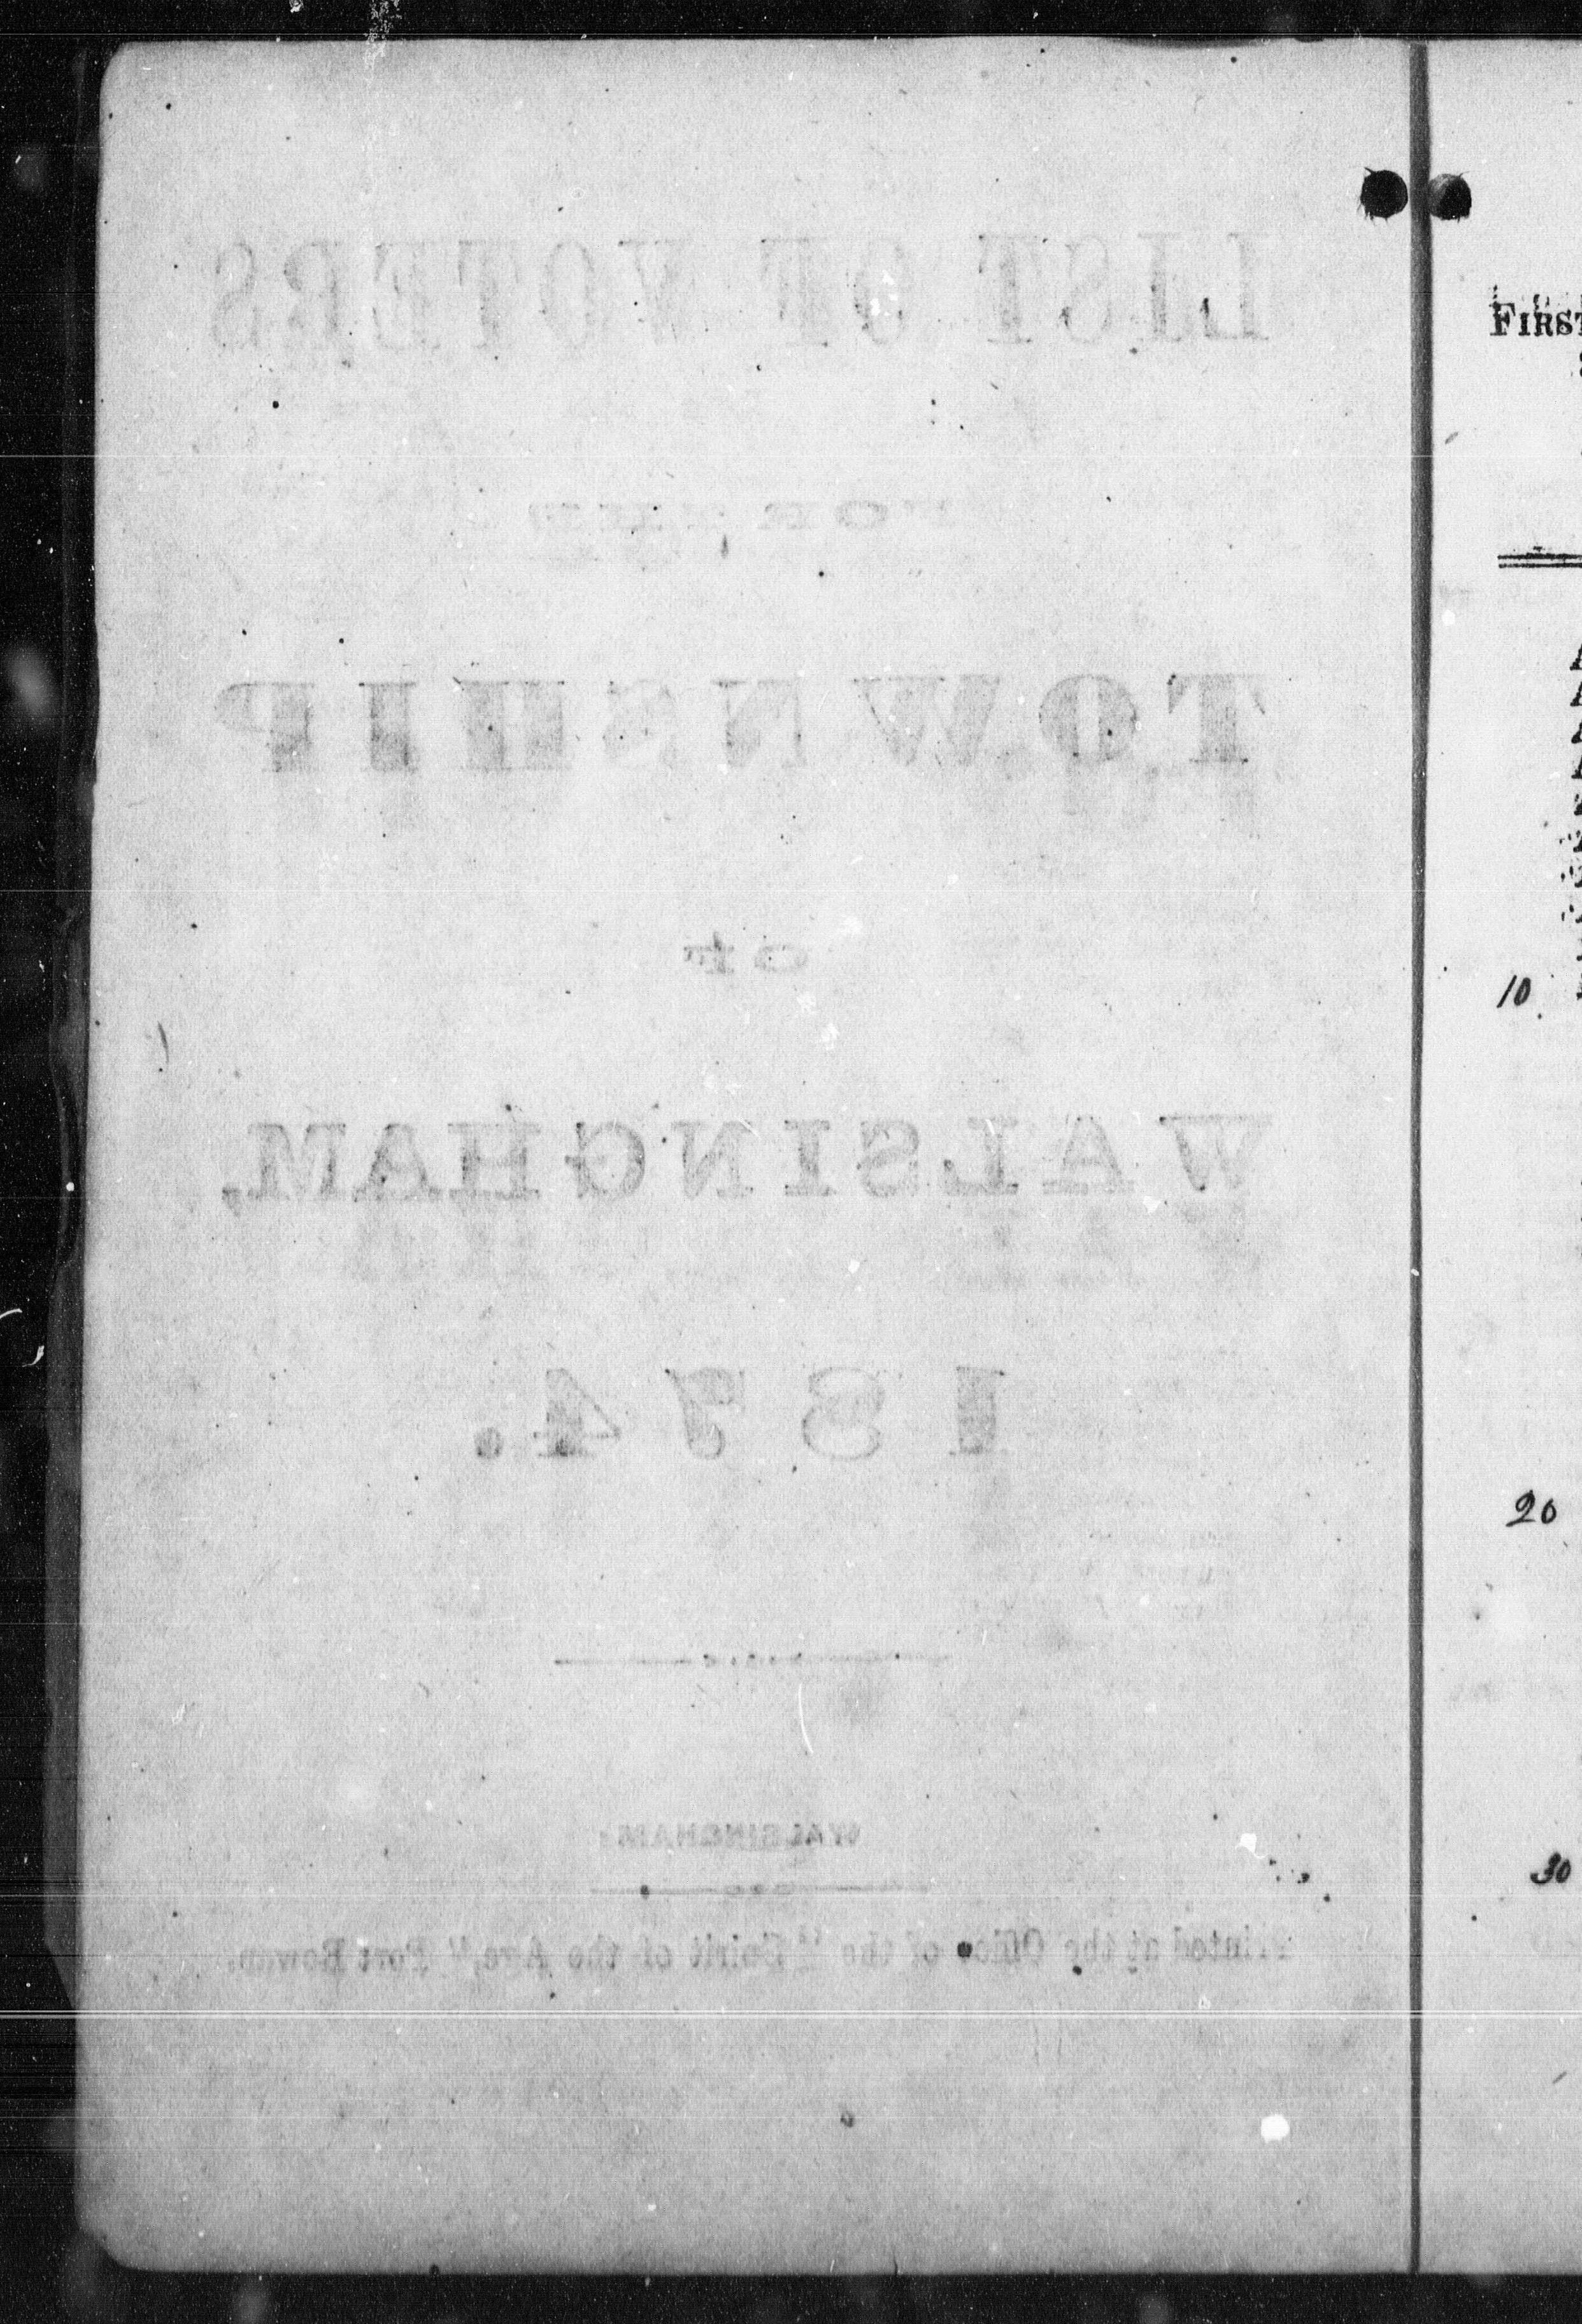 LIST OF VOTERS
FOR THE
TOWNSHIP
OF
WALSINGHAM,
1874.
WALSINGHAM:
Printed at the Office of the "Spirit of the Age," Port Rowan.
FIRST
10
20
30